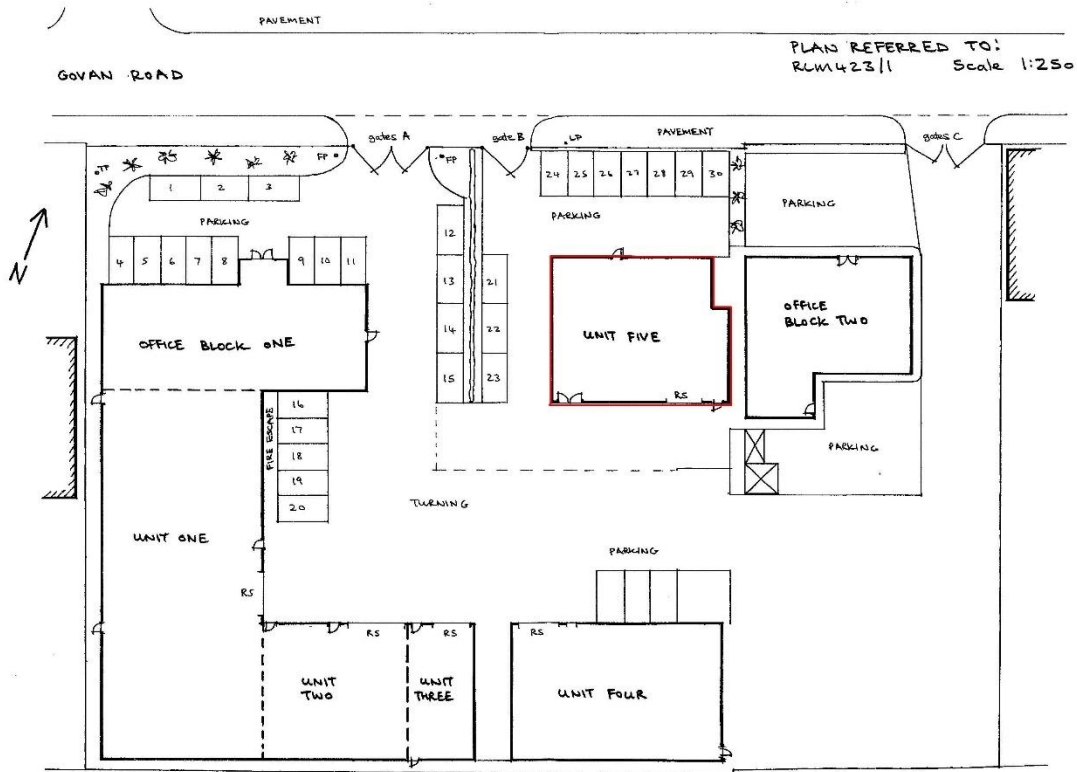 PAVEMENT
PLAN REFERRED TO:
GOVAN ROAD
RLM423/1 Scale 1:250
gates A
gate B
LP
PAVEMENT
gates C
TP
FP
FP
24 25 26 27 28 29 30
1 2 3
PARKING
PARKING
PARKING
12
N
4 5 6 7 8
9 10 11
13
21
OFFICE
BLOCK TWO
14
22
UNIT FIVE
OFFICE BLOCK ONE
15
23
RS
FIRE ESCAPE
16
17
18
19
20
PARKING
TURNING
UNIT ONE
PARKING
RS
RS
RS
RS
UNIT
TWO
UNIT
THREE
UNIT FOUR